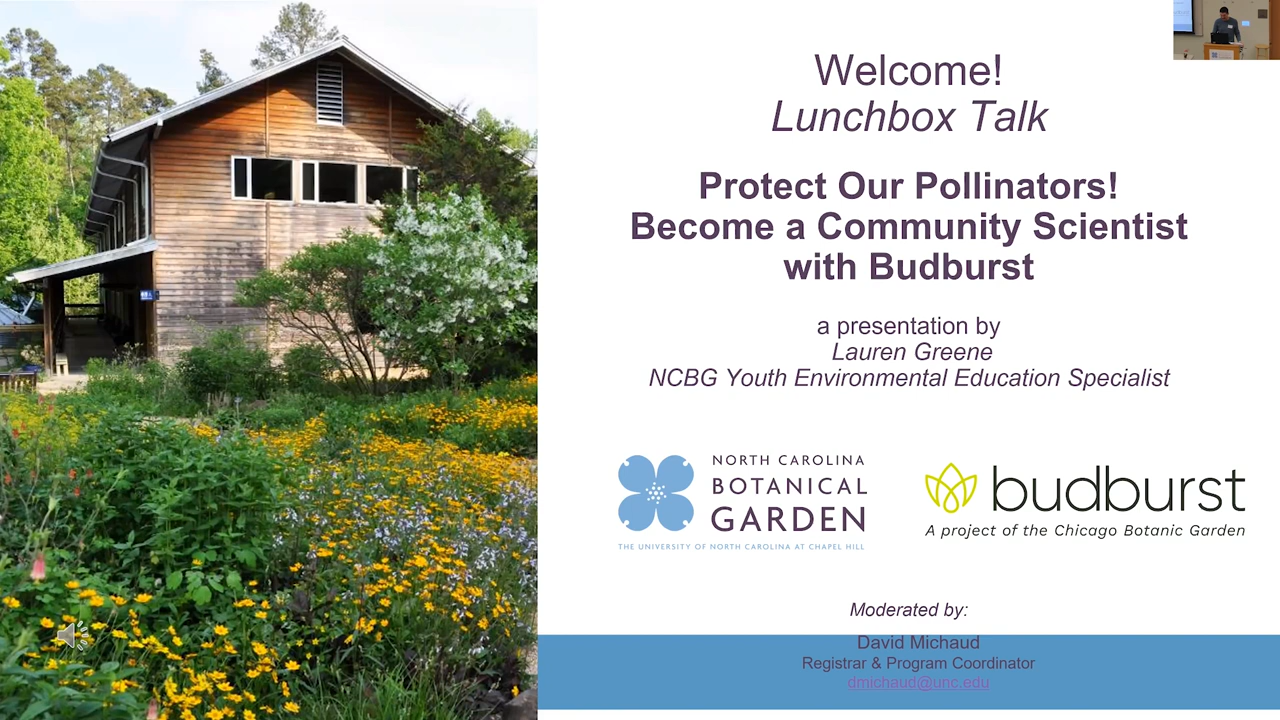 Welcome!
Lunchbox Talk
Protect Our Pollinators!
Become a Community Scientist
with Budburst
a presentation by
Lauren Greene
NCBG Youth Environmental Education Specialist
NORTH CAROLINA
BOTANICAL
GARDEN
THE UNIVERSITY OF NORTH CAROLINA AT CHAPEL HILL
budburst
A project of the Chicago Botanic Garden
Moderated by:
David Michaud
Registrar & Program Coordinator
dmichaud@unc.edu